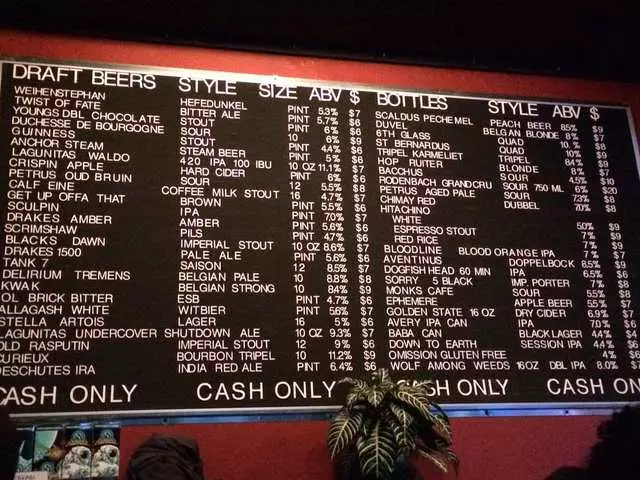 DRAFT BEERS STYLE SIZE ABV $
WEIHENSTEPHAN HEFEDUNKEL PINT 5.3% $7
TWIST OF FATE BITTER ALE PINT 5.7% $6
YOUNGS DBL CHOCOLATE STOUT PINT 6% $6
DUCHESSE DE BOURGOGNE SOUR 10 6% $9
GUINNESS STOUT PINT 4.4% $6
ANCHOR STEAM STEAM BEER PINT 5% $6
LAGUNITAS WALDO 420 IPA 100 IBU 10 OZ 11.1% $7
CRISPIN APPLE HARD CIDER PINT 6% $6
PETRUS OUD BRUIN SOUR 12 5.5% $8
CALF EINE COFFEE MILK STOUT 16 4.7% $7
GET UP OFFA THAT BROWN PINT 5.5% $6
SCULPIN IPA PINT 7.0% $7
DRAKES AMBER AMBER PINT 5.6% $6
SCRIMSHAW PILS PINT 4.7% $6
BLACKS DAWN IMPERIAL STOUT 10 OZ 8.6% $7
DRAKES 1500 PALE ALE PINT 5.6% $6
TANK 7 SAISON 12 8.5% $7
DELIRIUM TREMENS BELGIAN PALE 10 8.8% $8
KWAK BELGIAN STRONG 10 8.4% $9
OL BRICK BITTER ESB PINT 4.7% $6
ALLAGASH WHITE WITBIER PINT 5.6% $7
STELLA ARTOIS LAGER 16 5% $6
LAGUNITAS UNDERCOVER SHUTDOWN ALE 10 OZ 9.3% $7
OLD RASPUTIN IMPERIAL STOUT 12 9% $6
CURIEUX BOURBON TRIPEL 10 11.2% $9
DESCHUTES IRA INDIA RED ALE PINT 6.4% $6
BOTTLES STYLE ABV $
SCALDUS PECHE MEL PEACH BEER 8.5% $9
DUVEL BELGAN BLONDE 8% $7
6TH GLASS QUAD 10.% $9
ST BERNARDUS QUAD 10% $9
TRIPEL KARMELIET TRIPEL 8.4% $9
HOP RUITER BLONDE 8% $7
BACCHUS SOUR 4.5% $10
RODENBACH GRAND CRU SOUR 750 ML 6% $20
PETRUS AGED PALE SOUR 7.3% $8
CHIMAY RED DUBBEL 7.0% $8
HITACHINO
WHITE 5.0% $9
ESPRESSO STOUT 7% $9
RED RICE 7% $9
BLOODLINE BLOOD ORANGE IPA 7% $7
AVENTINUS DOPPELBOCK 8.5% $9
DOGFISH HEAD 60 MIN IPA 6.5% $6
SORRY 5 BLACK IMP. PORTER 7% $8
MONKS CAFE SOUR 5.5% $8
EPHEMERE APPLE BEER 5.5% $7
GOLDEN STATE 16 OZ DRY CIDER 6.9% $7
AVERY IPA CAN IPA 7.0% $6
BABA CAN BLACK LAGER 4.4% $4
DOWN TO EARTH SESSION IPA 4.4% $4
OMISSION GLUTEN FREE 4% $6
WOLF AMONG WEEDS 16OZ DBL IPA 8.0% $7
CASH ONLY CASH ONLY CASH ONLY CASH ON